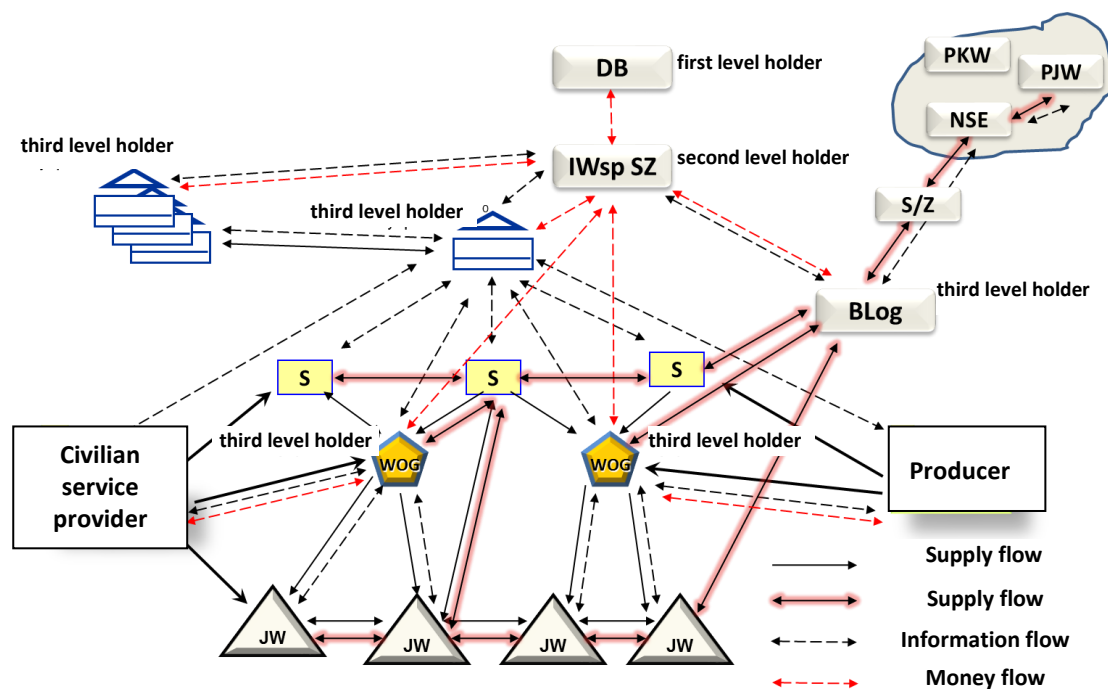 DB
first level holder
PKW
PJW
NSE
third level holder
IWsp SZ
second level holder
S/Z
third level holder
o
third level holder
BLog
S
S
S
Civilian
service
provider
third level holder
WOG
WOG
third level holder
Producer
JW
JW
JW
JW
Supply flow
Supply flow
Information flow
Money flow